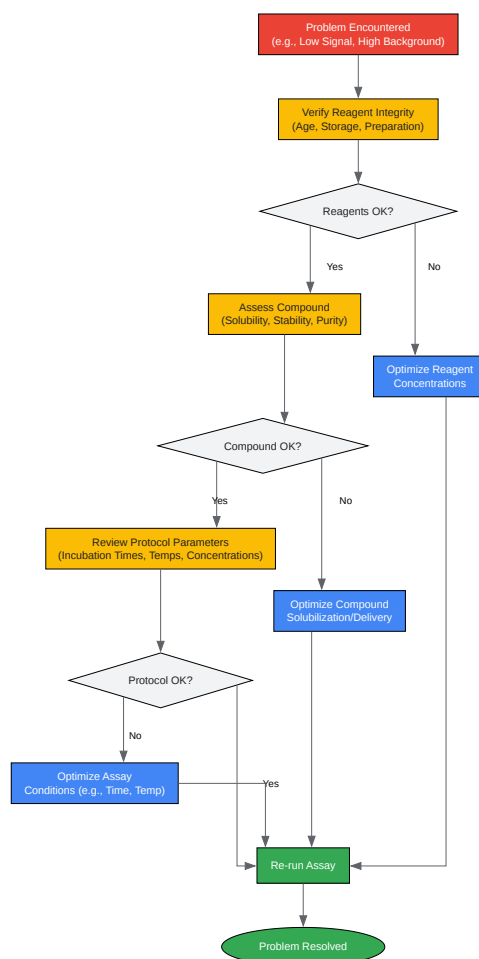 Problem Encountered
(e.g., Low Signal, High Background)
Verify Reagent Integrity
(Age, Storage, Preparation)
Reagents OK?
Yes
No
Assess Compound
(Solubility, Stability, Purity)
Optimize Reagent
Concentrations
Compound OK?
Yes
No
Review Protocol Parameters
(Incubation Times, Temps, Concentrations)
Optimize Compound
Solubilization/Delivery
Protocol OK?
No
Optimize Assay
Conditions (e.g., Time, Temp)
Yes
Re-run Assay
Problem Resolved